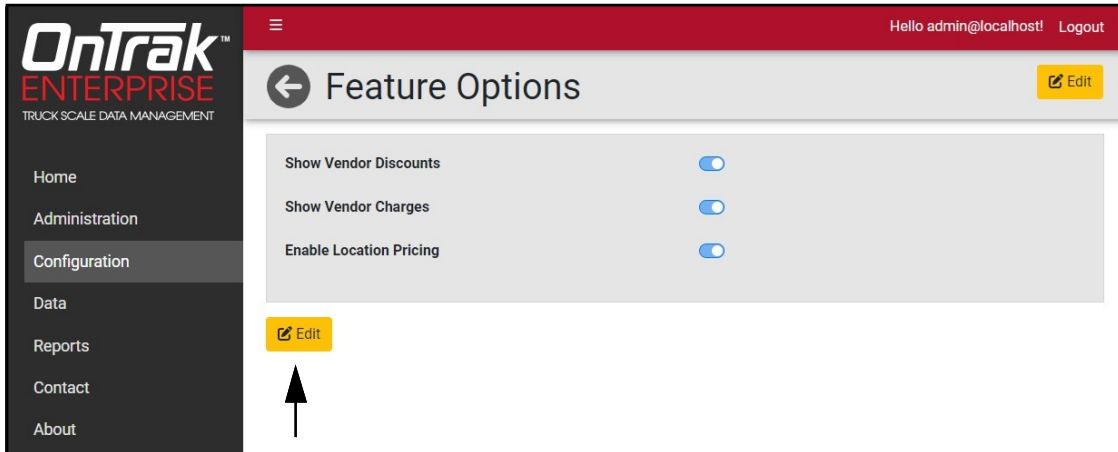 OnTrak™
ENTERPRISE
TRUCK SCALE DATA MANAGEMENT
Home
Administration
Configuration
Data
Reports
Contact
About
Hello admin@localhost! Logout
Feature Options
Edit
Show Vendor Discounts
Show Vendor Charges
Enable Location Pricing
Edit